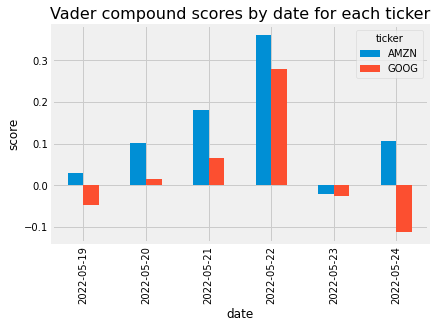 Vader compound scores by date for each ticker
ticker
AMZN
GOOG
score
0.3
0.2
0.1
0.0
−0.1
2022-05-19
2022-05-20
2022-05-21
2022-05-22
2022-05-23
2022-05-24
date